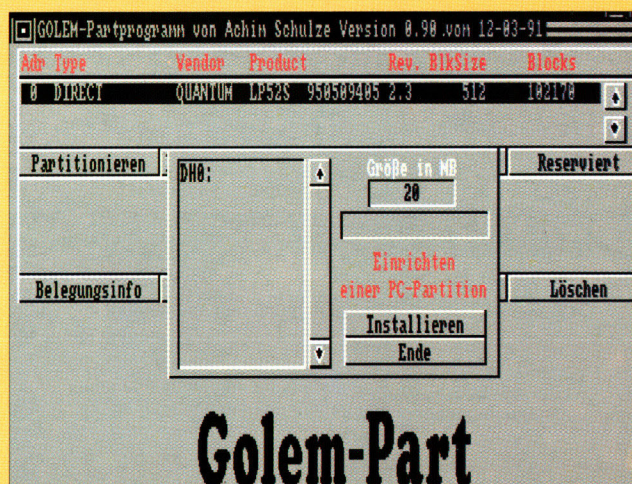 GOLEM-Partprogramm von Achim Schulze Version 0.90 .vom 12-03-91
Adr Type Vendor Product Rev. BlkSize Blocks
0 DIRECT QUANTUM LP52S 950509405 2.3 512 102170
Partitionieren
Reserviert
DH0:
Größe in MB
20
Einrichten
einer PC-Partition
Belegungsinfo
Löschen
Installieren
Ende
Golem-Part